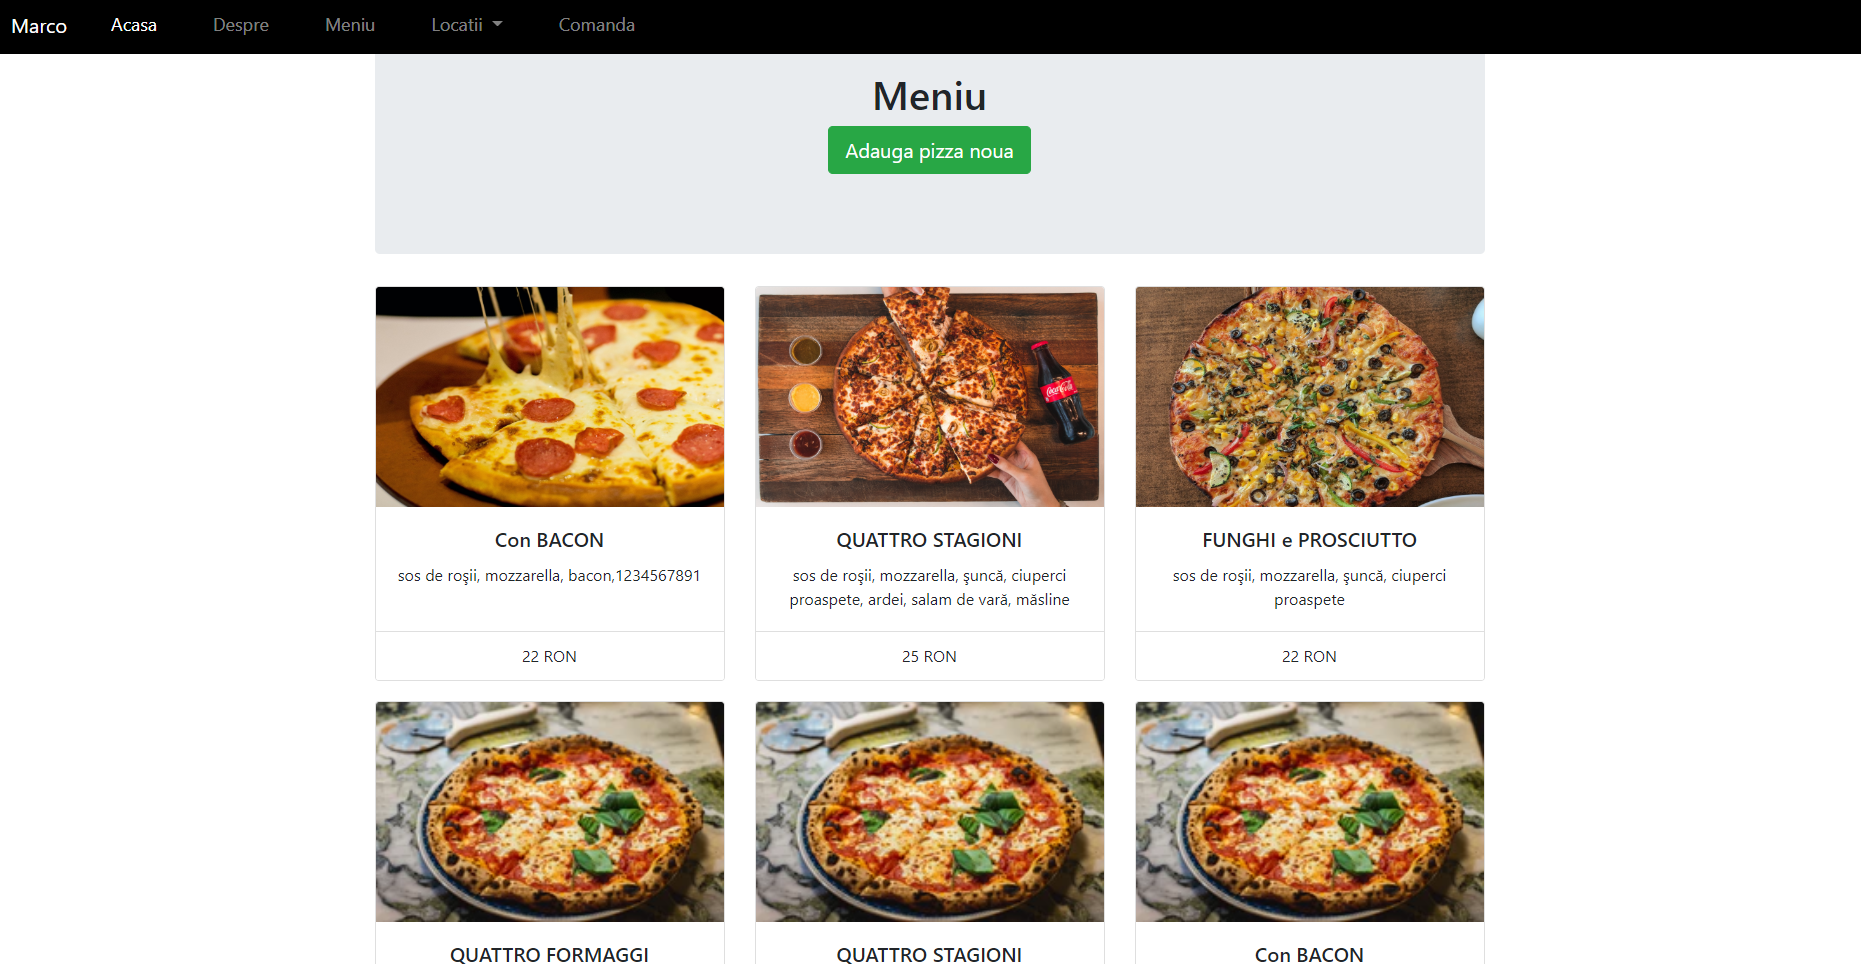 Marco Acasa Despre Meniu Locatii Comanda
Meniu
Adauga pizza noua
Coca-Cola
Con BACON
sos de roşii, mozzarella, bacon,1234567891
22 RON
QUATTRO STAGIONI
sos de roşii, mozzarella, şuncă, ciuperci
proaspete, ardei, salam de vară, măsline
25 RON
FUNGHI e PROSCIUTTO
sos de roşii, mozzarella, şuncă, ciuperci
proaspete
22 RON
QUATTRO FORMAGGI
QUATTRO STAGIONI
Con BACON